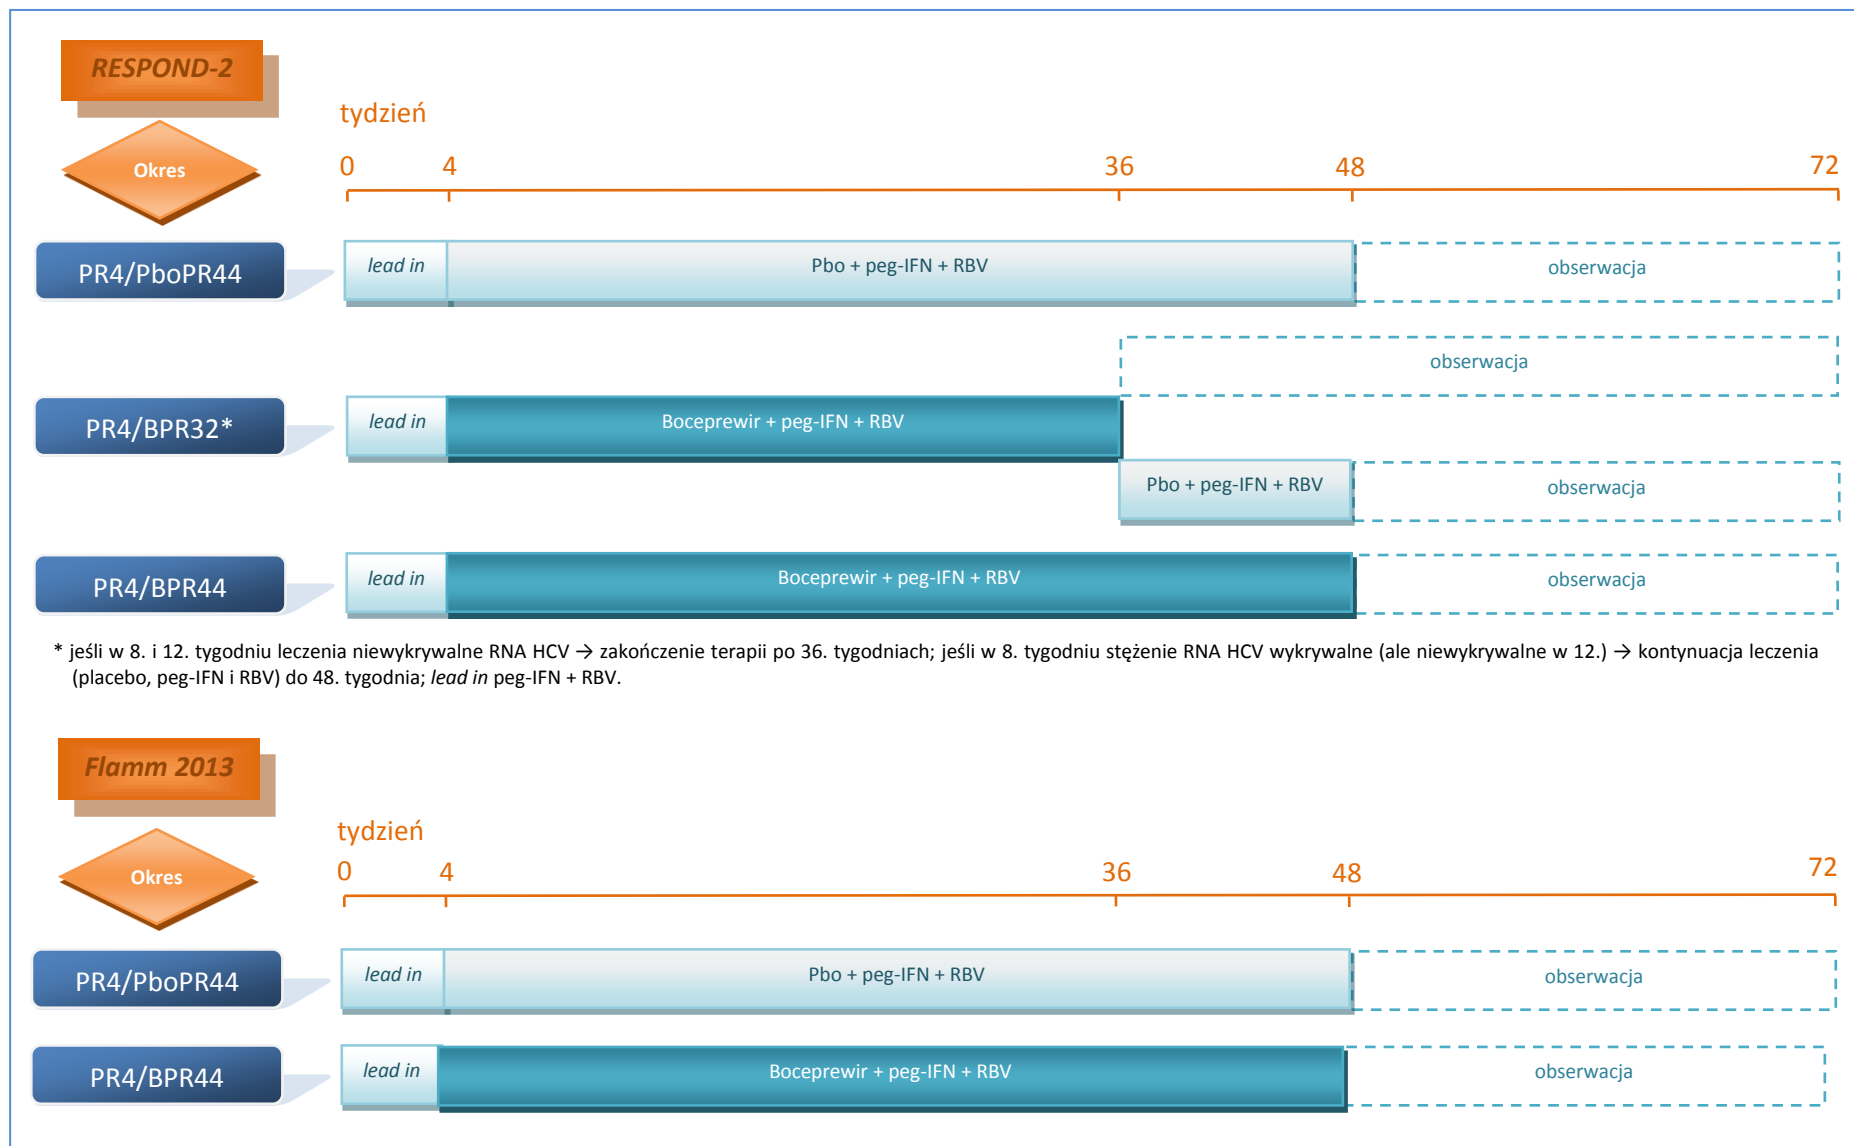 RESPOND-2
tydzień
Okres
0 4 36 48 72
PR4/PboPR44
lead in
Pbo + peg-IFN + RBV
obserwacja
obserwacja
PR4/BPR32*
lead in
Boceprewir + peg-IFN + RBV
Pbo + peg-IFN + RBV
obserwacja
PR4/BPR44
lead in
Boceprewir + peg-IFN + RBV
obserwacja
* jeśli w 8. i 12. tygodniu leczenia niewykrywalne RNA HCV → zakończenie terapii po 36. tygodniach; jeśli w 8. tygodniu stężenie RNA HCV wykrywalne (ale niewykrywalne w 12.) → kontynuacja leczenia
(placebo, peg-IFN i RBV) do 48. tygodnia; lead in peg-IFN + RBV.
Flamm 2013
tydzień
Okres
0 4 36 48 72
PR4/PboPR44
lead in
Pbo + peg-IFN + RBV
obserwacja
PR4/BPR44
lead in
Boceprewir + peg-IFN + RBV
obserwacja